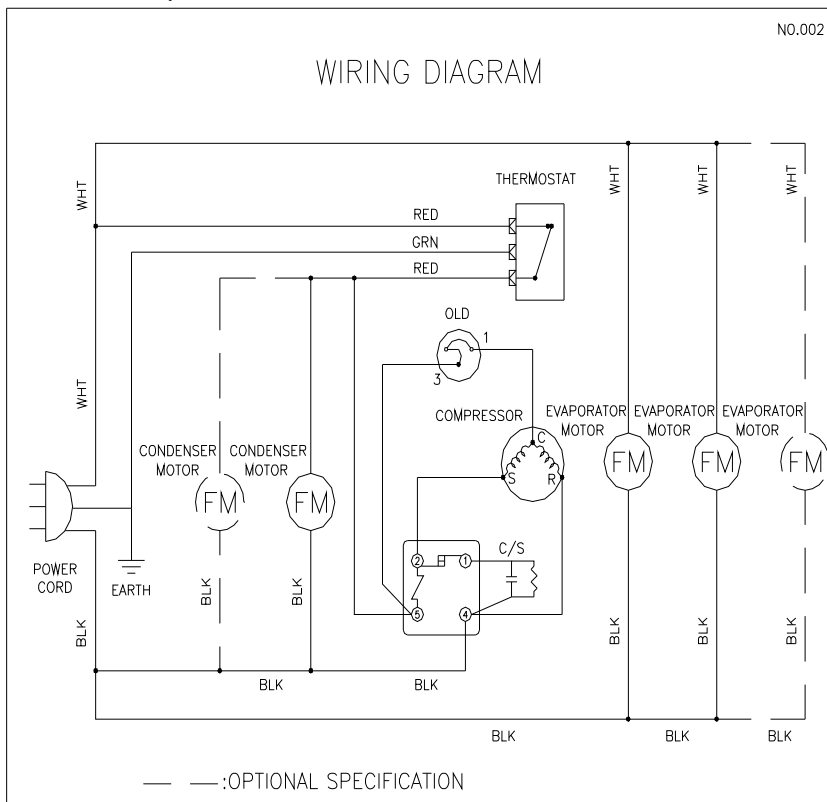 NO.002
WIRING DIAGRAM
WHT
WHT
WHT
WHT
THERMOSTAT
RED
GRN
RED
OLD
1
3
WHT
COMPRESSOR
C
S
R
EVAPORATOR
MOTOR
EVAPORATOR
MOTOR
EVAPORATOR
MOTOR
CONDENSER
MOTOR
CONDENSER
MOTOR
FM
FM
FM
FM
FM
POWER
CORD
EARTH
C/S
2
1
5
4
BLK
BLK
BLK
BLK
BLK
BLK
BLK
BLK
BLK
BLK
BLK
— — :OPTIONAL SPECIFICATION